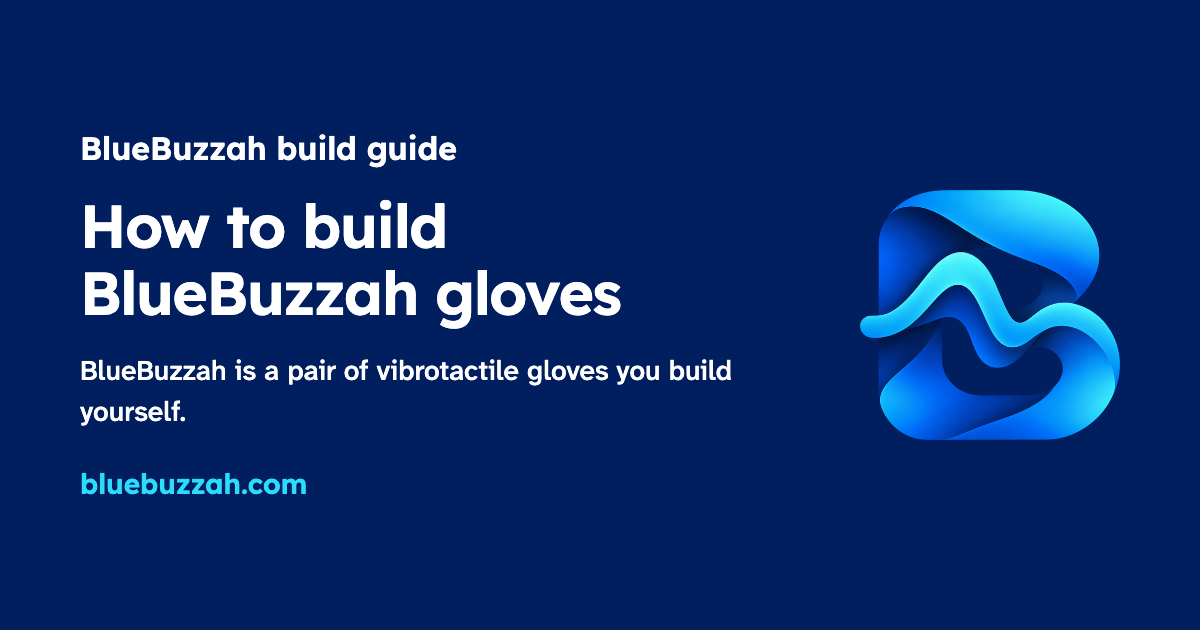 BlueBuzzah build guide
How to build
BlueBuzzah gloves
BlueBuzzah is a pair of vibrotactile gloves you build
yourself.
bluebuzzah.com